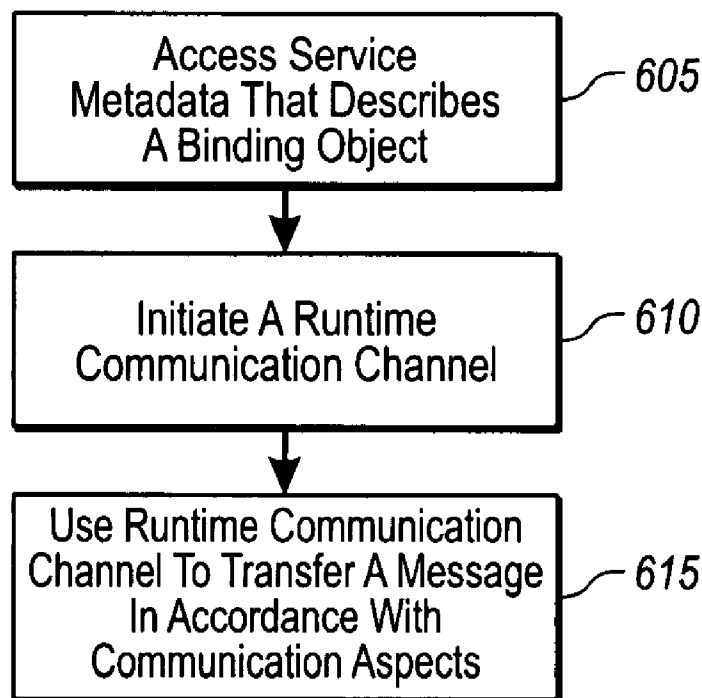 Access Service
Metadata That Describes
A Binding Object
605
Initiate A Runtime
Communication Channel
610
Use Runtime Communication
Channel To Transfer A Message
In Accordance With
Communication Aspects
615